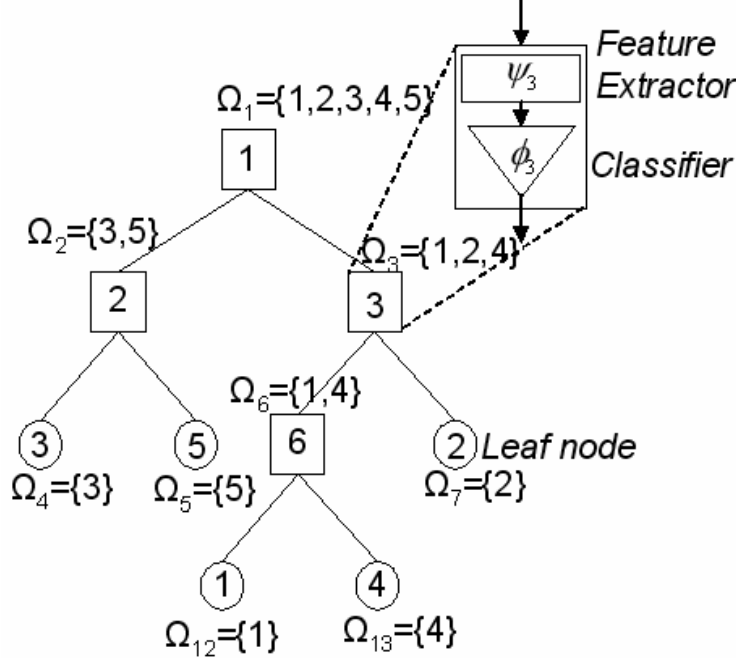 Feature
Extractor
ψ₃
Ω₁={1,2,3,4,5}
1
ϕ₃
Classifier
Ω₂={3,5}
Ω₃={1,2,4}
2
3
Ω₆={1,4}
3
5
6
2
Leaf node
Ω₄={3}
Ω₅={5}
Ω₇={2}
1
4
Ω₁₂={1}
Ω₁₃={4}